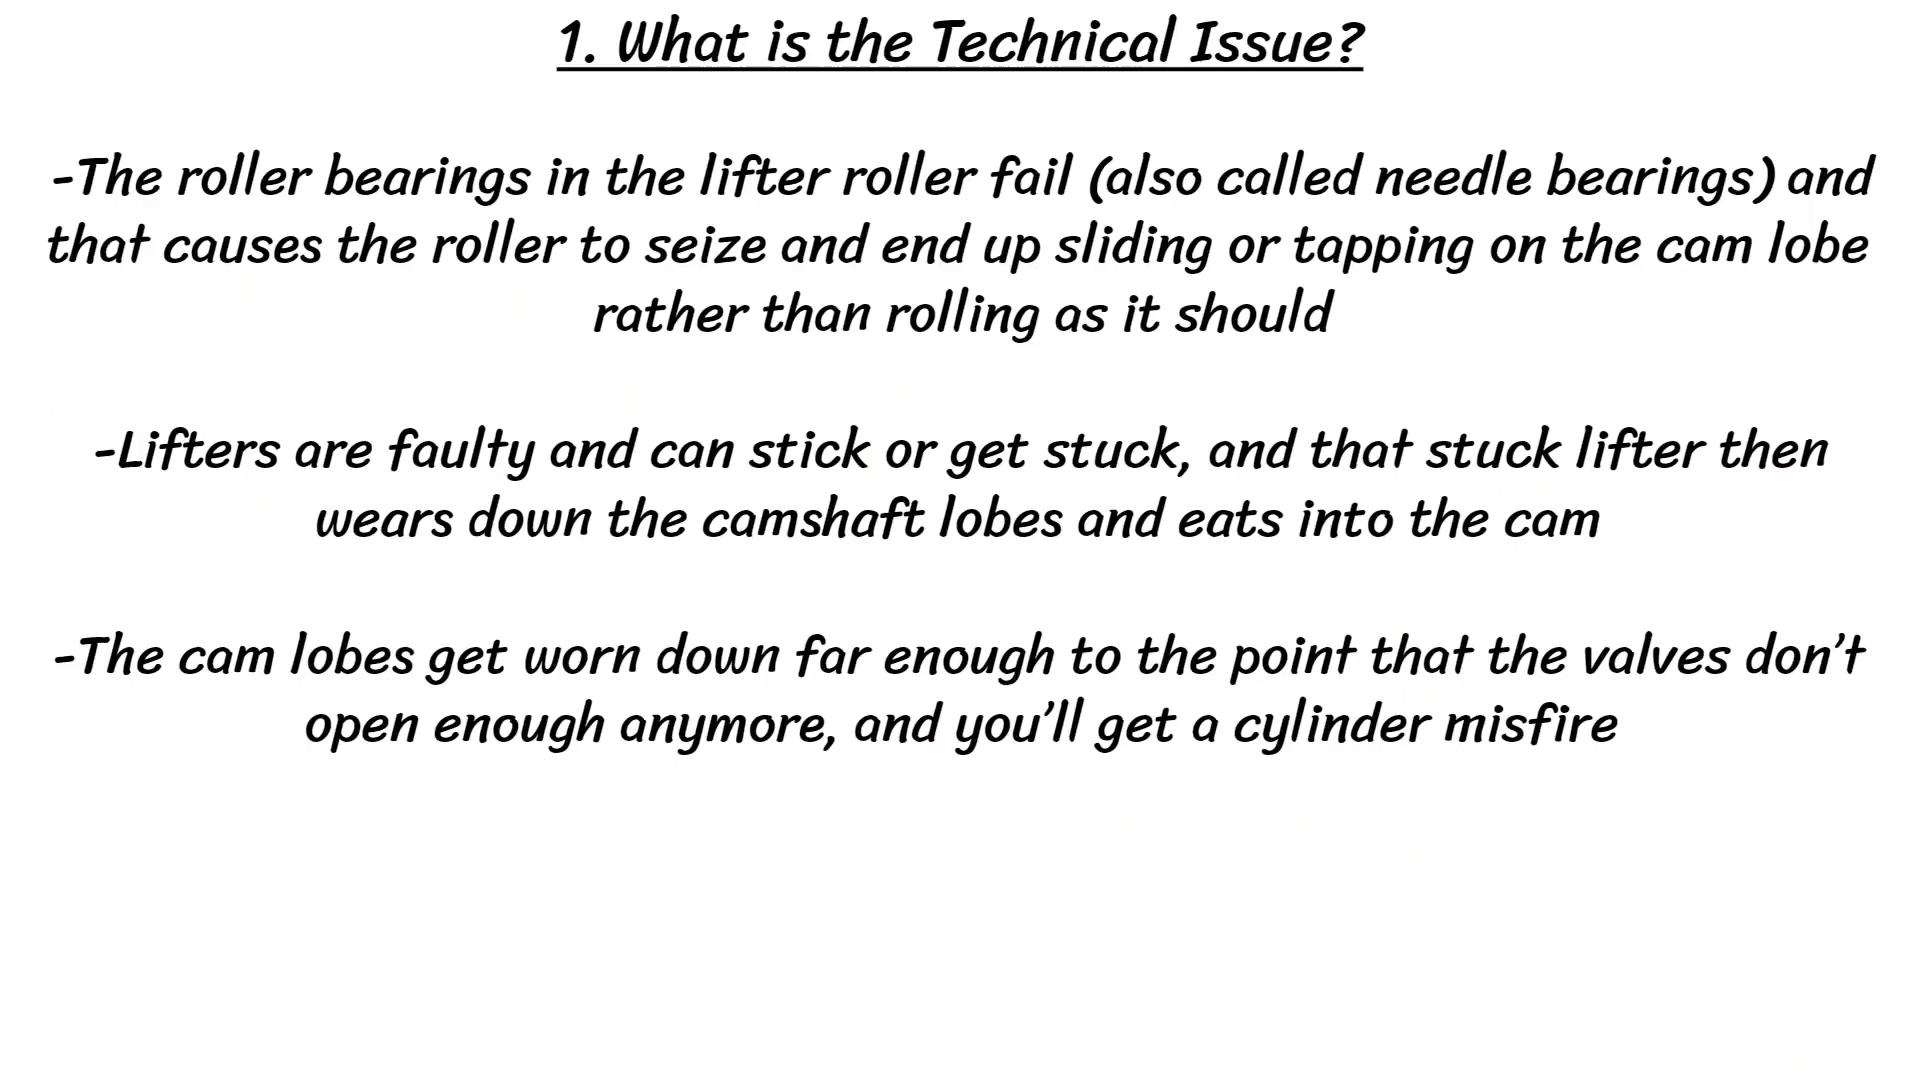 1. What is the Technical Issue?
-The roller bearings in the lifter roller fail (also called needle bearings) and
that causes the roller to seize and end up sliding or tapping on the cam lobe
rather than rolling as it should
-Lifters are faulty and can stick or get stuck, and that stuck lifter then
wears down the camshaft lobes and eats into the cam
-The cam lobes get worn down far enough to the point that the valves don’t
open enough anymore, and you’ll get a cylinder misfire